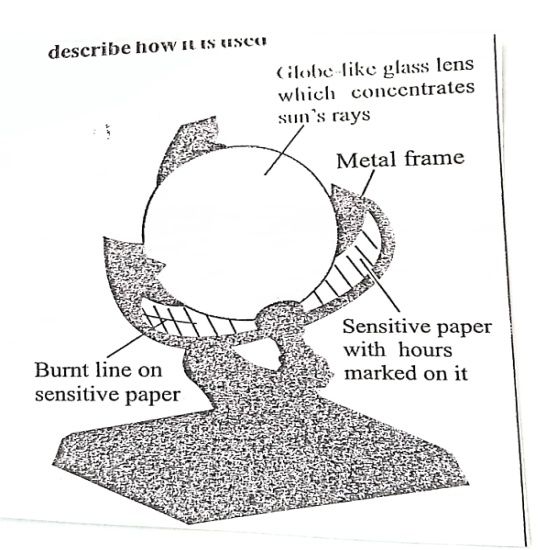 describe how it is used
Globe-like glass lens
which concentrates
sun's rays
Metal frame
Sensitive paper
with hours
marked on it
Burnt line on
sensitive paper